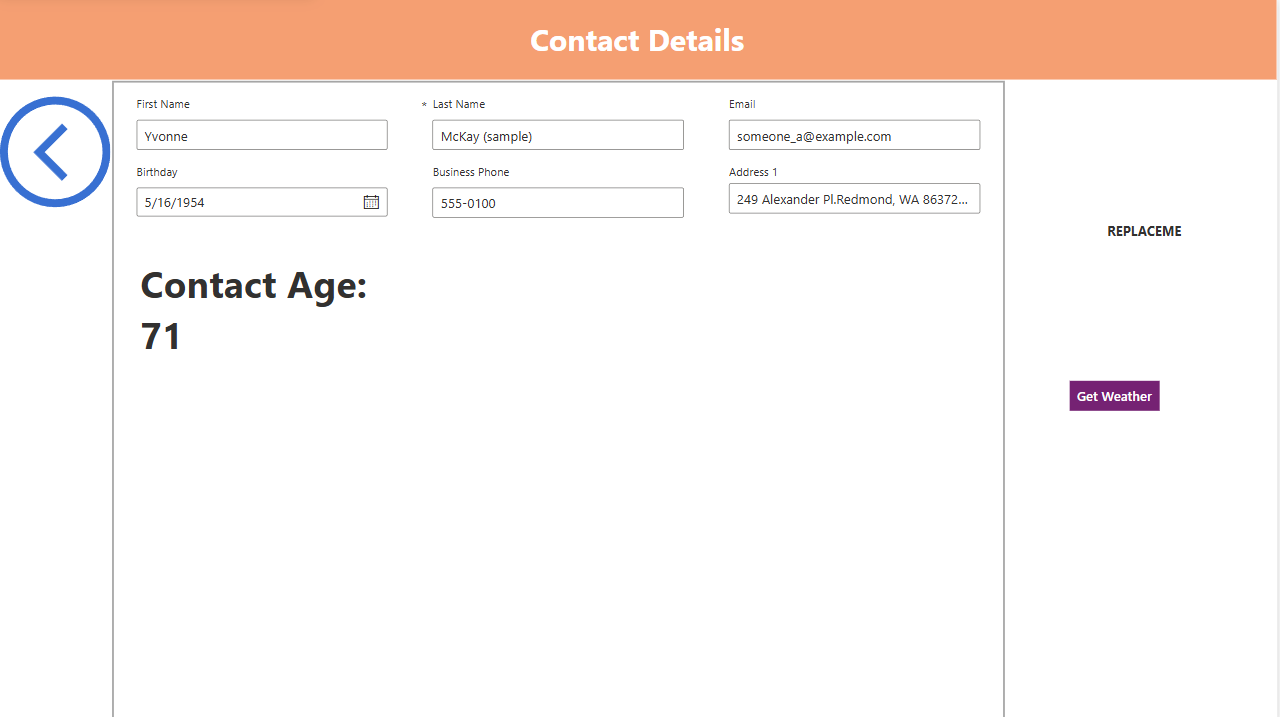 Contact Details
First Name
* Last Name
Email
Yvonne
McKay (sample)
someone_a@example.com
Birthday
Business Phone
Address 1
5/16/1954
555-0100
249 Alexander Pl.Redmond, WA 86372...
REPLACEME
Contact Age:
71
Get Weather